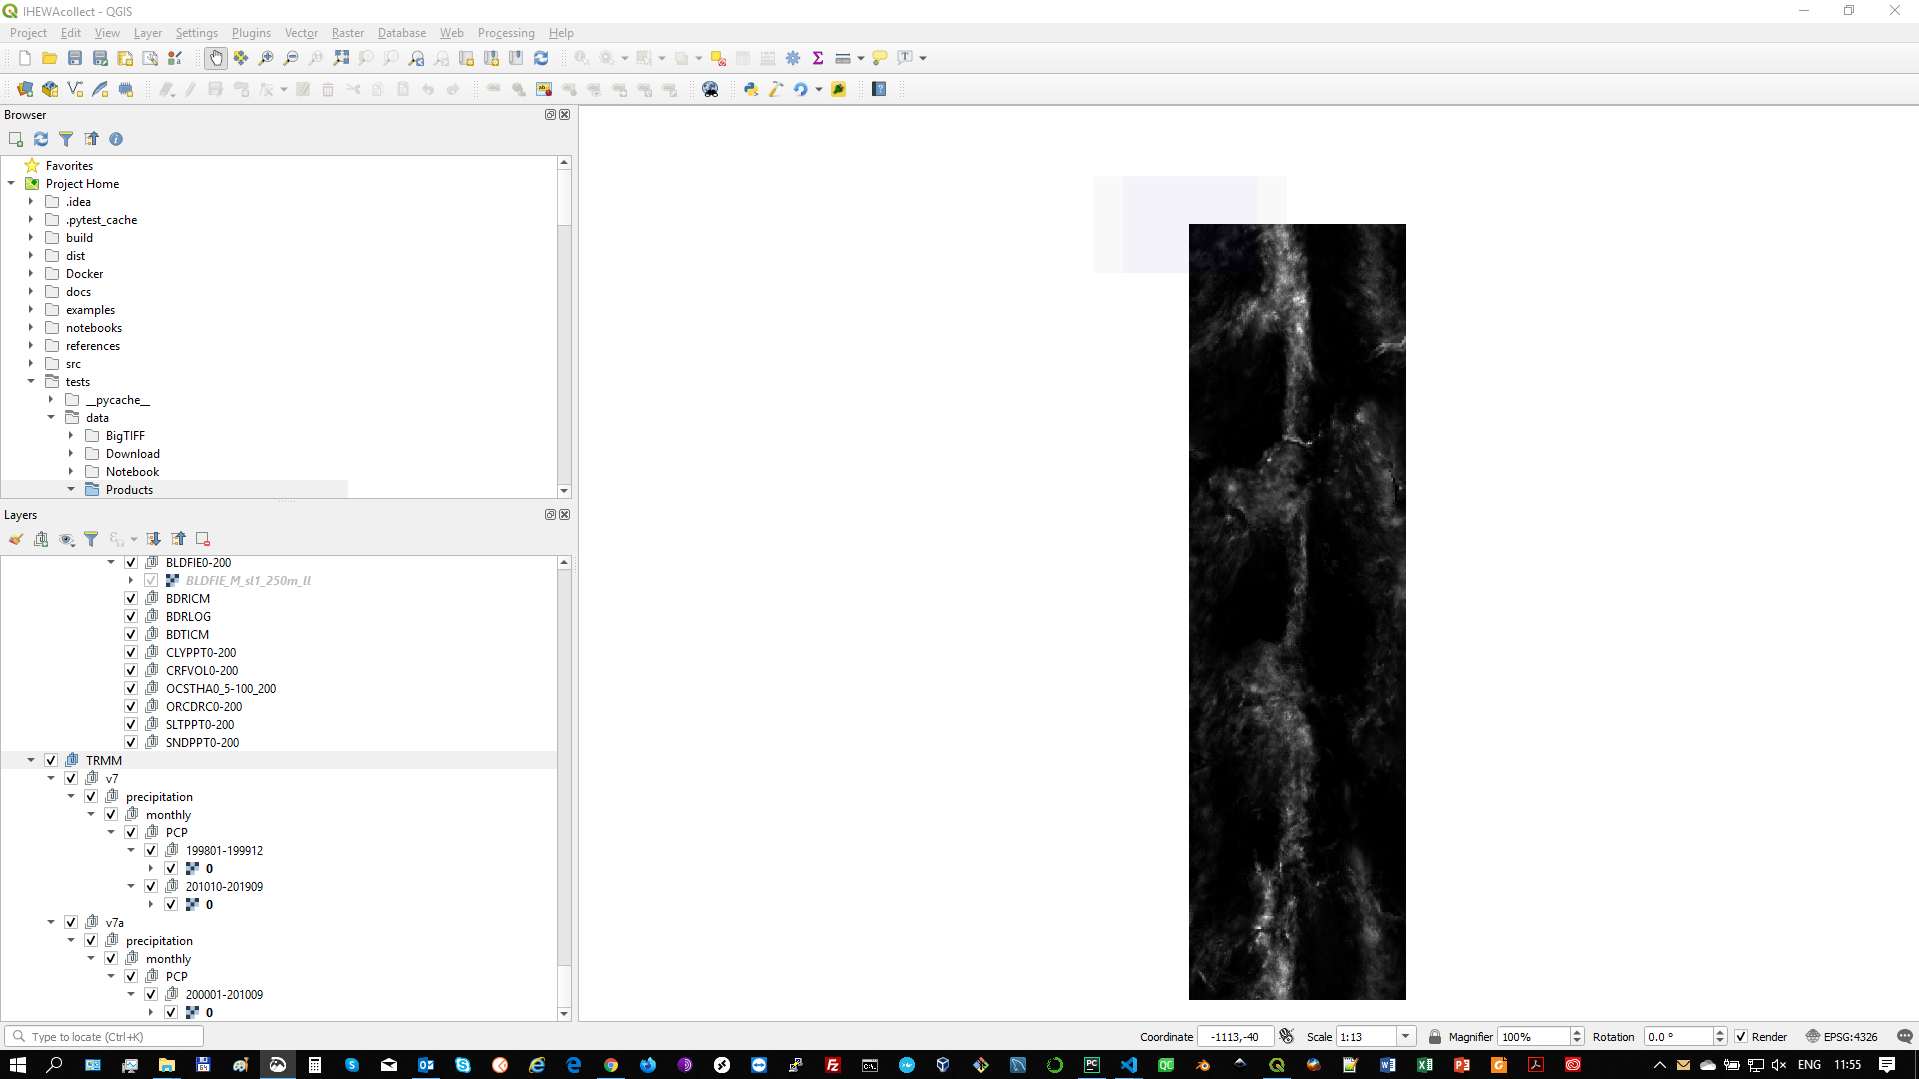 IHEWAcollect - QGIS
Project Edit View Layer Settings Plugins Vector Raster Database Web Processing Help
Browser
Favorites
Project Home
.idea
.pytest_cache
build
dist
Docker
docs
examples
notebooks
references
src
tests
__pycache__
data
BigTIFF
Download
Notebook
Products
Layers
BLDFIE0-200
BLDFIE_M_sl1_250m_ll
BDRICM
BDRLOG
BDTICM
CLYPPT0-200
CRFVOL0-200
OCSTHA0_5-100_200
ORCDRC0-200
SLTPPT0-200
SNDPPT0-200
TRMM
v7
precipitation
monthly
PCP
199801-199912
0
201010-201909
0
v7a
precipitation
monthly
PCP
200001-201009
0
Type to locate (Ctrl+K)
Coordinate -1113,-40 Scale 1:13 Magnifier 100% Rotation 0.0 ° Render EPSG:4326
ENG 11:55